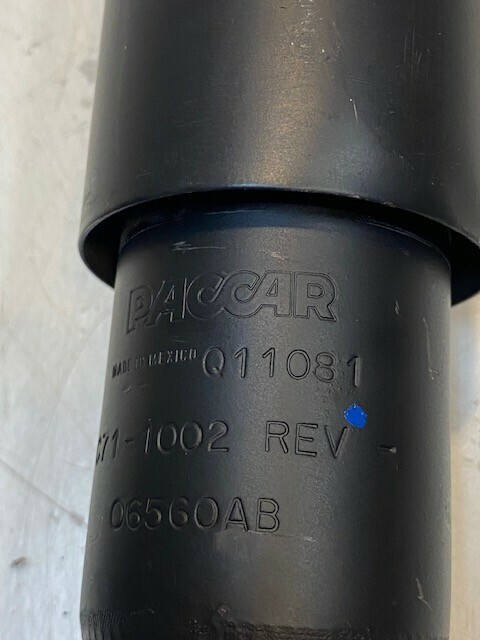 PACCAR
MADE IN MEXICO Q11081
71-1002 REV -
06560AB